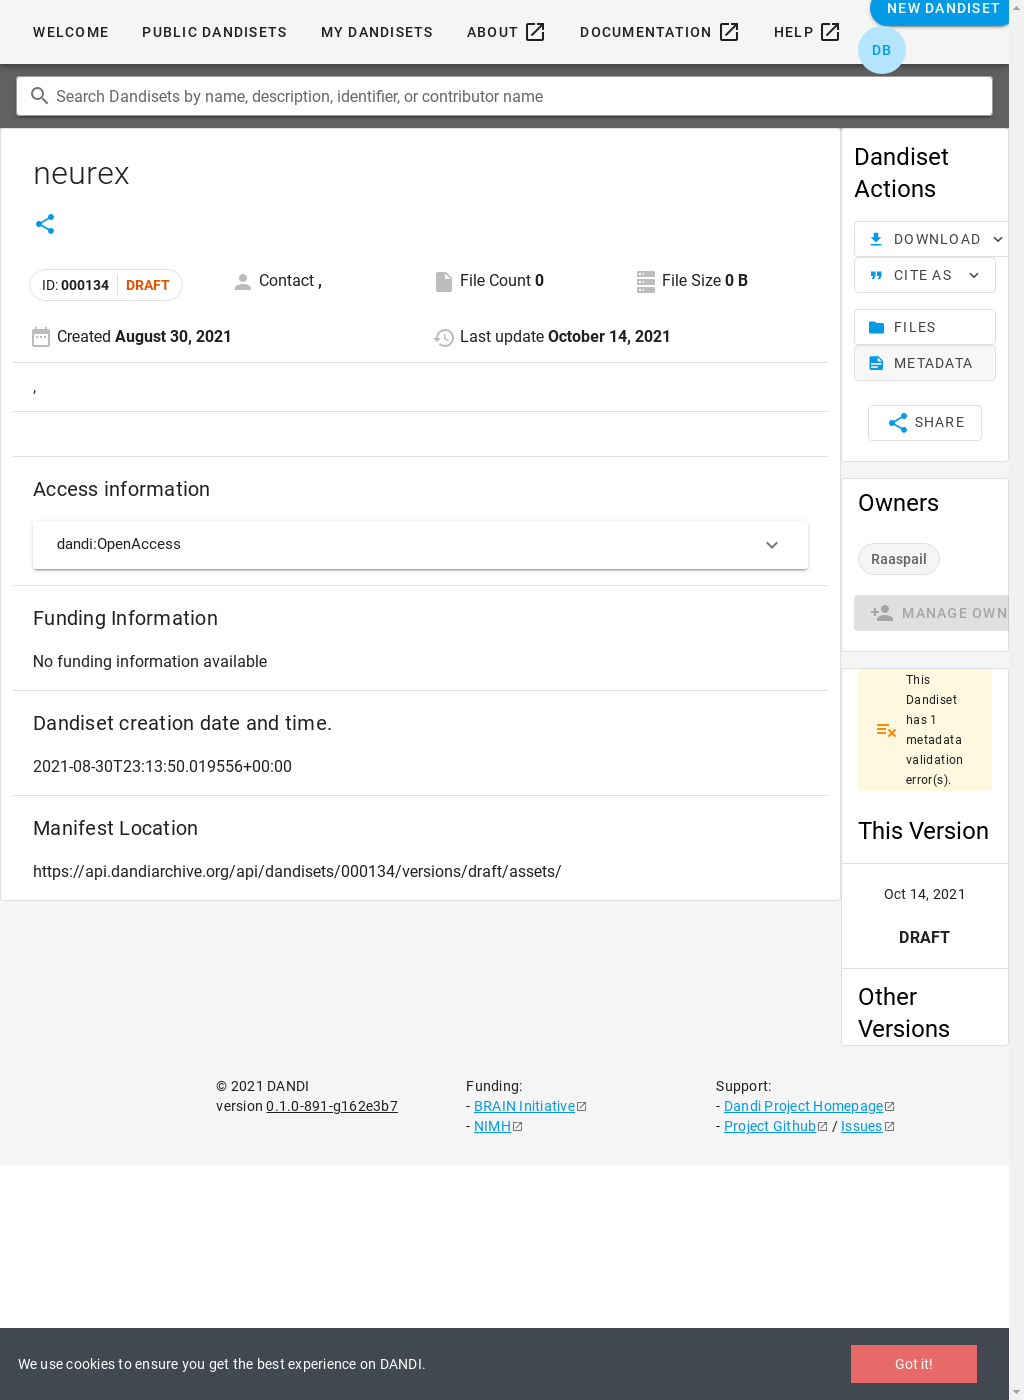 WELCOME PUBLIC DANDISETS MY DANDISETS ABOUT DOCUMENTATION HELP NEW DANDISET
DB
Search Dandisets by name, description, identifier, or contributor name
neurex
ID: 000134 DRAFT
Contact ,
File Count 0
File Size 0 B
Created August 30, 2021
Last update October 14, 2021
,
Access information
dandi:OpenAccess
Funding Information
No funding information available
Dandiset creation date and time.
2021-08-30T23:13:50.019556+00:00
Manifest Location
https://api.dandiarchive.org/api/dandisets/000134/versions/draft/assets/
Dandiset
Actions
DOWNLOAD
CITE AS
FILES
METADATA
SHARE
Owners
Raaspail
MANAGE OWN
This
Dandiset
has 1
metadata
validation
error(s).
This Version
Oct 14, 2021
DRAFT
Other
Versions
© 2021 DANDI
version 0.1.0-891-g162e3b7
Funding:
- BRAIN Initiative
- NIMH
Support:
- Dandi Project Homepage
- Project Github / Issues
We use cookies to ensure you get the best experience on DANDI.
Got it!